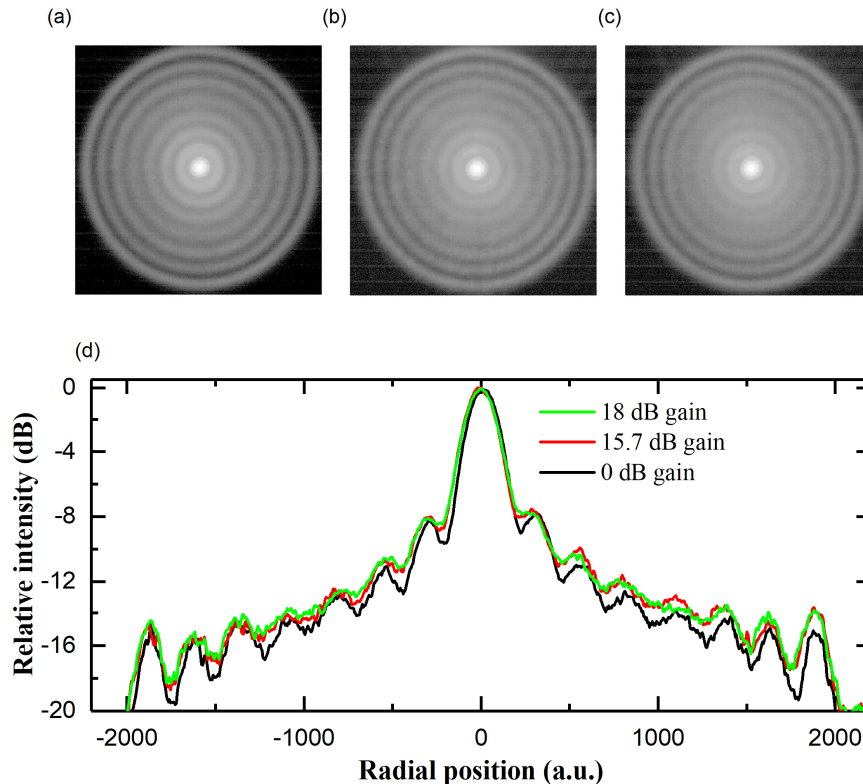 (a)
(b)
(c)
(d)
0
-4
-8
-12
-16
-20
Relative intensity (dB)
18 dB gain
15.7 dB gain
0 dB gain
-2000
-1000
0
1000
2000
Radial position (a.u.)